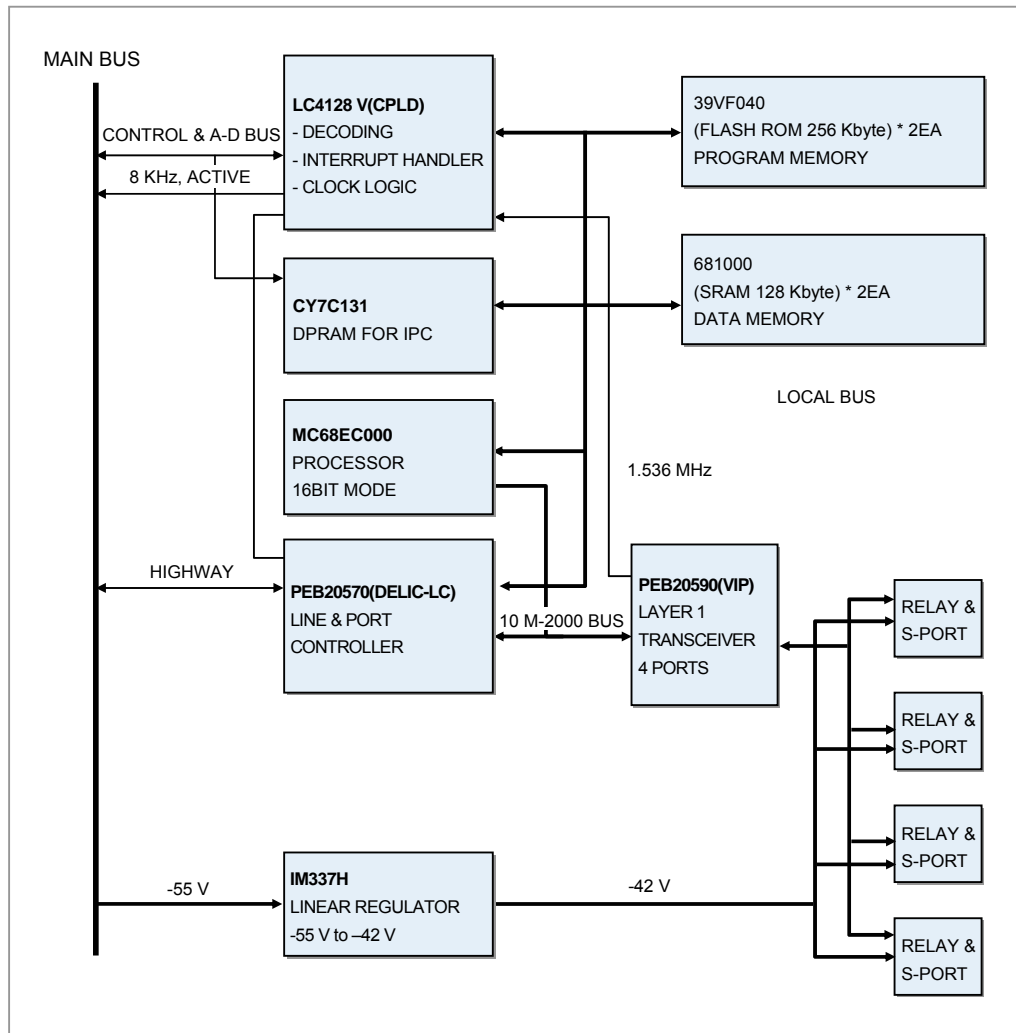 MAIN BUS
LC4128 V(CPLD)
- DECODING
- INTERRUPT HANDLER
- CLOCK LOGIC
39VF040
(FLASH ROM 256 Kbyte) * 2EA
PROGRAM MEMORY
CONTROL & A-D BUS
8 KHz, ACTIVE
CY7C131
DPRAM FOR IPC
681000
(SRAM 128 Kbyte) * 2EA
DATA MEMORY
LOCAL BUS
MC68EC000
PROCESSOR
16BIT MODE
1.536 MHz
HIGHWAY
PEB20570(DELIC-LC)
LINE & PORT
CONTROLLER
10 M-2000 BUS
PEB20590(VIP)
LAYER 1
TRANSCEIVER
4 PORTS
RELAY &
S-PORT
RELAY &
S-PORT
RELAY &
S-PORT
RELAY &
S-PORT
-55 V
IM337H
LINEAR REGULATOR
-55 V to –42 V
-42 V